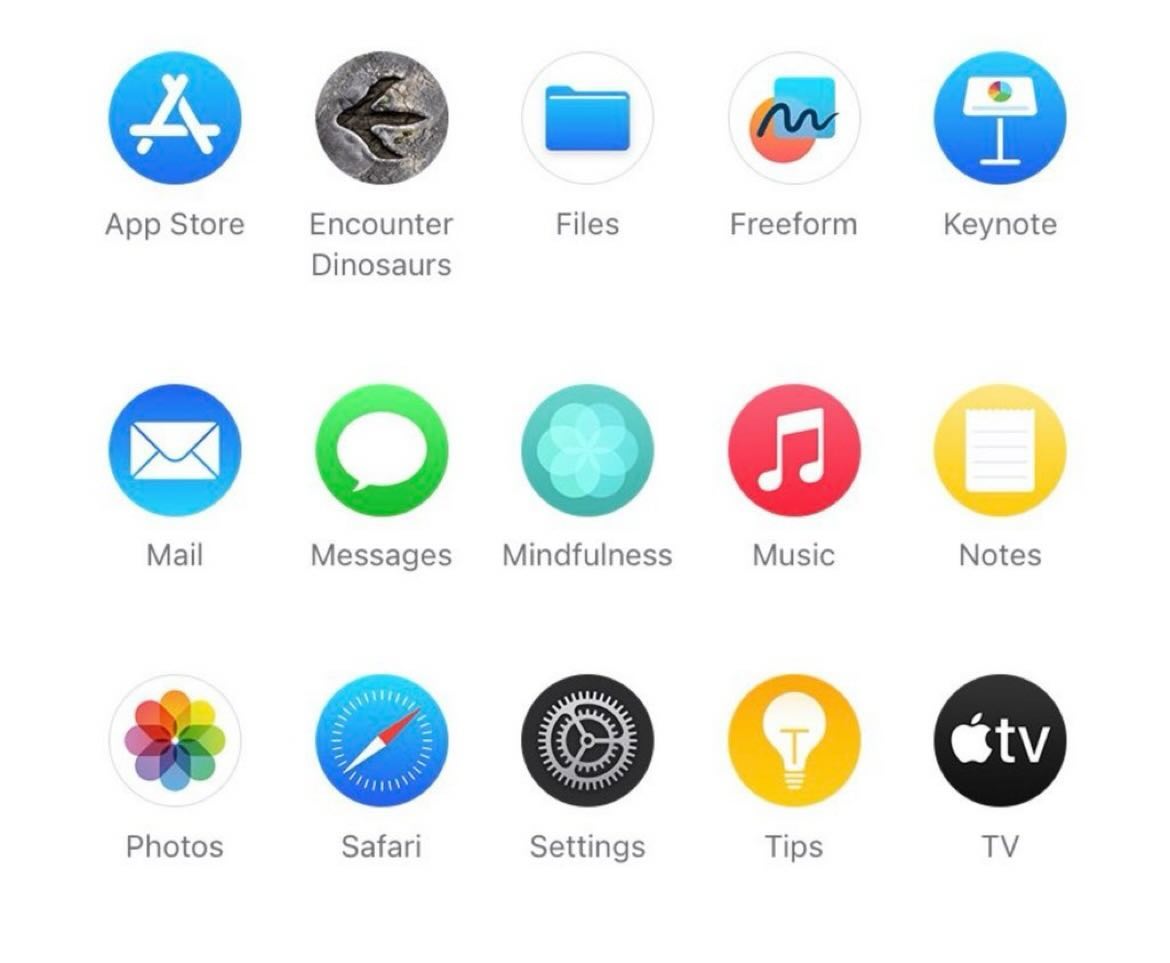 App Store
Encounter
Dinosaurs
Files
Freeform
Keynote
Mail
Messages
Mindfulness
Music
Notes
Photos
Safari
Settings
tv
Tips
TV